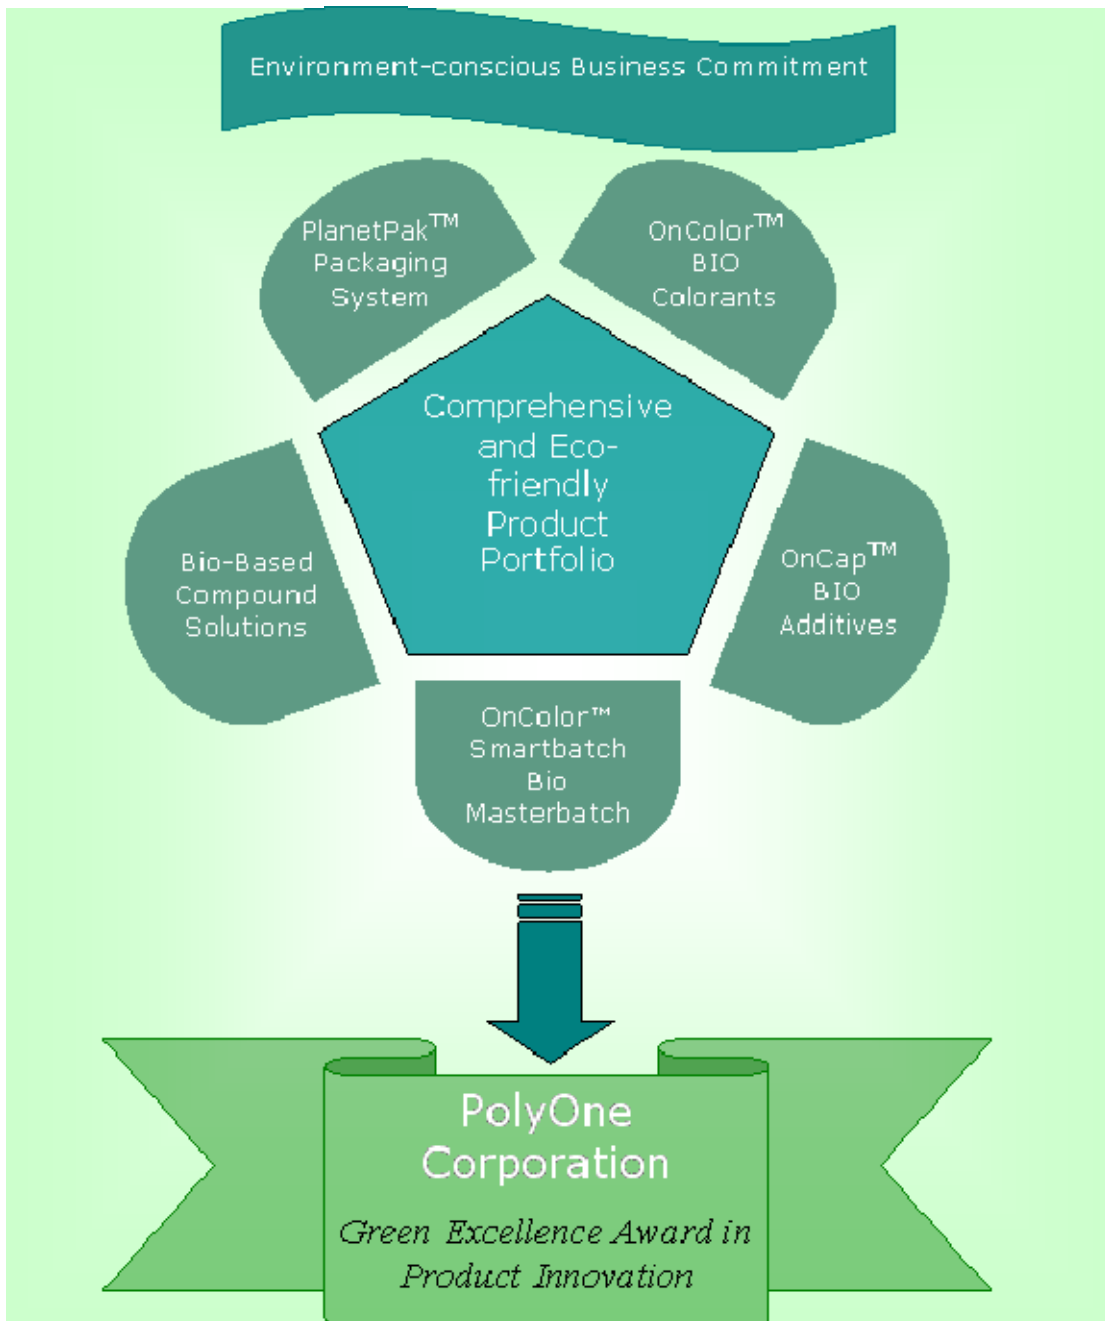 Environment-conscious Business Commitment
PlanetPak™
Packaging
System
OnColor™
BIO
Colorants
Comprehensive
and Eco-
friendly
Product
Portfolio
Bio-Based
Compound
Solutions
OnCap™
BIO
Additives
OnColor™
Smartbatch
Bio
Masterbatch
PolyOne
Corporation
Green Excellence Award in
Product Innovation